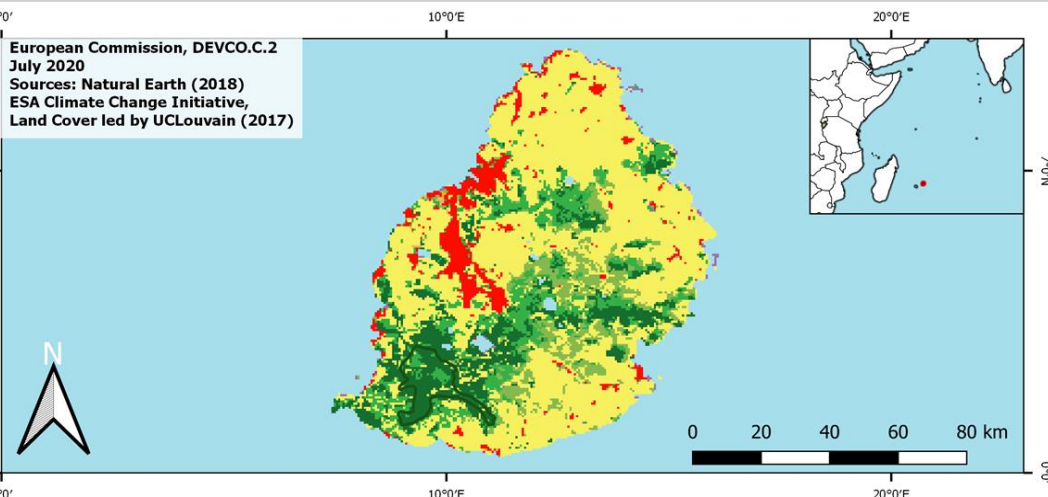 10°0'E
20°0'E
European Commission, DEVCO.C.2
July 2020
Sources: Natural Earth (2018)
ESA Climate Change Initiative,
Land Cover led by UCLouvain (2017)
N
0 20 40 60 80 km
10°0'E
20°0'E